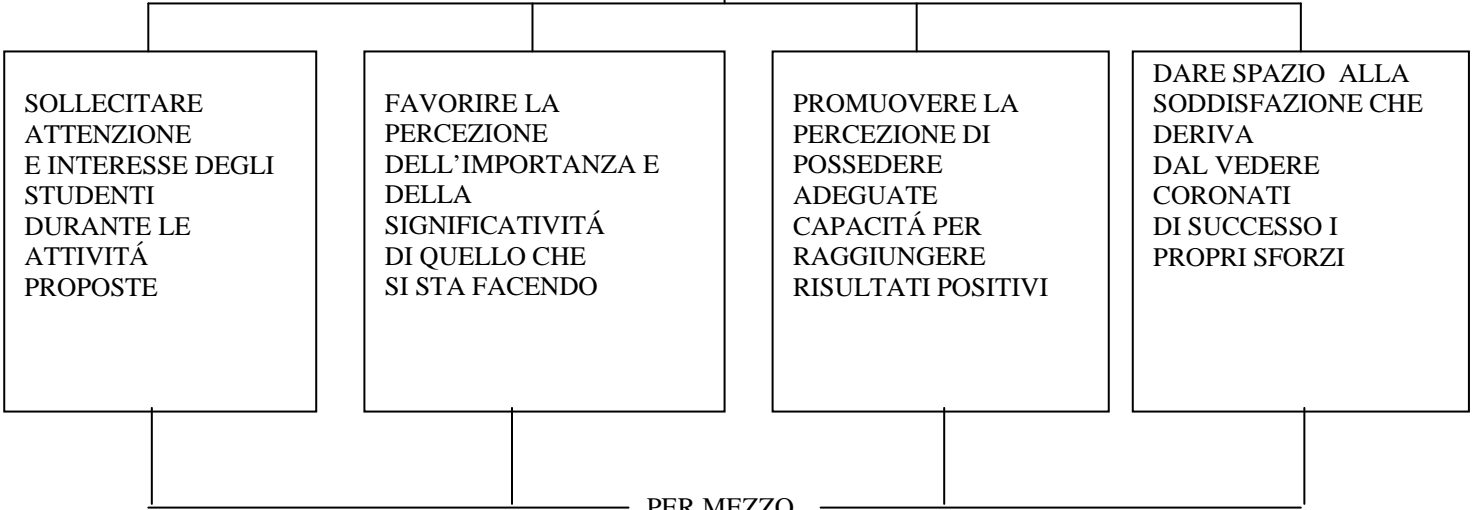 SOLLECITARE
ATTENZIONE
E INTERESSE DEGLI
STUDENTI
DURANTE LE
ATTIVITÁ
PROPOSTE
FAVORIRE LA
PERCEZIONE
DELL’IMPORTANZA E
DELLA
SIGNIFICATIVITÁ
DI QUELLO CHE
SI STA FACENDO
PROMUOVERE LA
PERCEZIONE DI
POSSEDERE
ADEGUATE
CAPACITÁ PER
RAGGIUNGERE
RISULTATI POSITIVI
DARE SPAZIO ALLA
SODDISFAZIONE CHE
DERIVA
DAL VEDERE
CORONATI
DI SUCCESSO I
PROPRI SFORZI
PER MEZZO